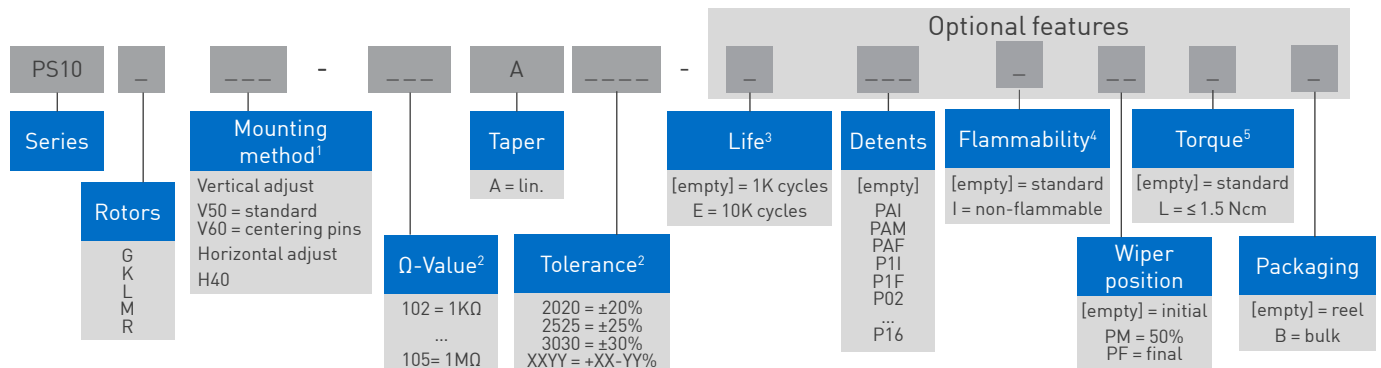 Optional features
PS10 _ _ _ _ - _ _ _ A _ _ _ _ - _ _ _ _ _ _ _ _ _ _
Series
Rotors
G
K
L
M
R
Mounting
method¹
Vertical adjust
V50 = standard
V60 = centering pins
Horizontal adjust
H40
Ω-Value²
102 = 1KΩ
...
105= 1MΩ
Taper
A = lin.
Tolerance²
2020 = ±20%
2525 = ±25%
3030 = ±30%
XXYY = +XX-YY%
Life³
[empty] = 1K cycles
E = 10K cycles
Detents
[empty]
PAI
PAM
PAF
P1I
P1F
P02
...
P16
Flammability⁴
[empty] = standard
I = non-flammable
Wiper
position
[empty] = initial
PM = 50%
PF = final
Torque⁵
[empty] = standard
L = ≤ 1.5 Ncm
Packaging
[empty] = reel
B = bulk